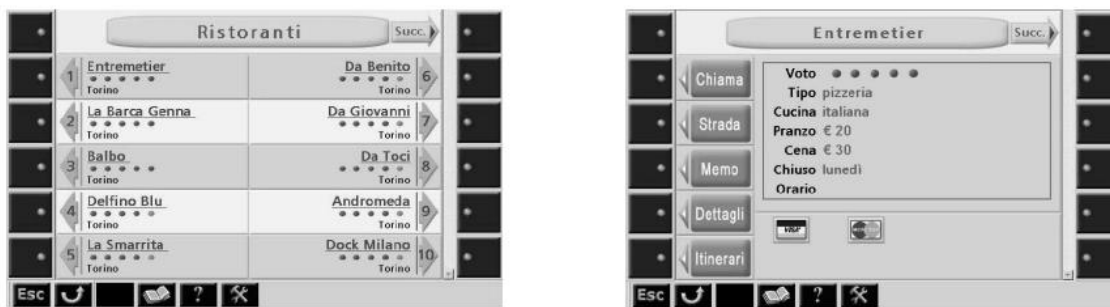 Ristoranti
Succ.
1 Entremetier
Torino
Da Benito 6
Torino
2 La Barca Genna
Torino
Da Giovanni 7
Torino
3 Balbo
Torino
Da Toci 8
Torino
4 Delfino Blu
Torino
Andromeda 9
Torino
5 La Smarrita
Torino
Dock Milano 10
Torino
Esc
?
Entremetier
Succ.
Chiama
Strada
Memo
Dettagli
Itinerari
Voto
Tipo pizzeria
Cucina italiana
Pranzo € 20
Cena € 30
Chiuso lunedì
Orario
VISA
Esc
?